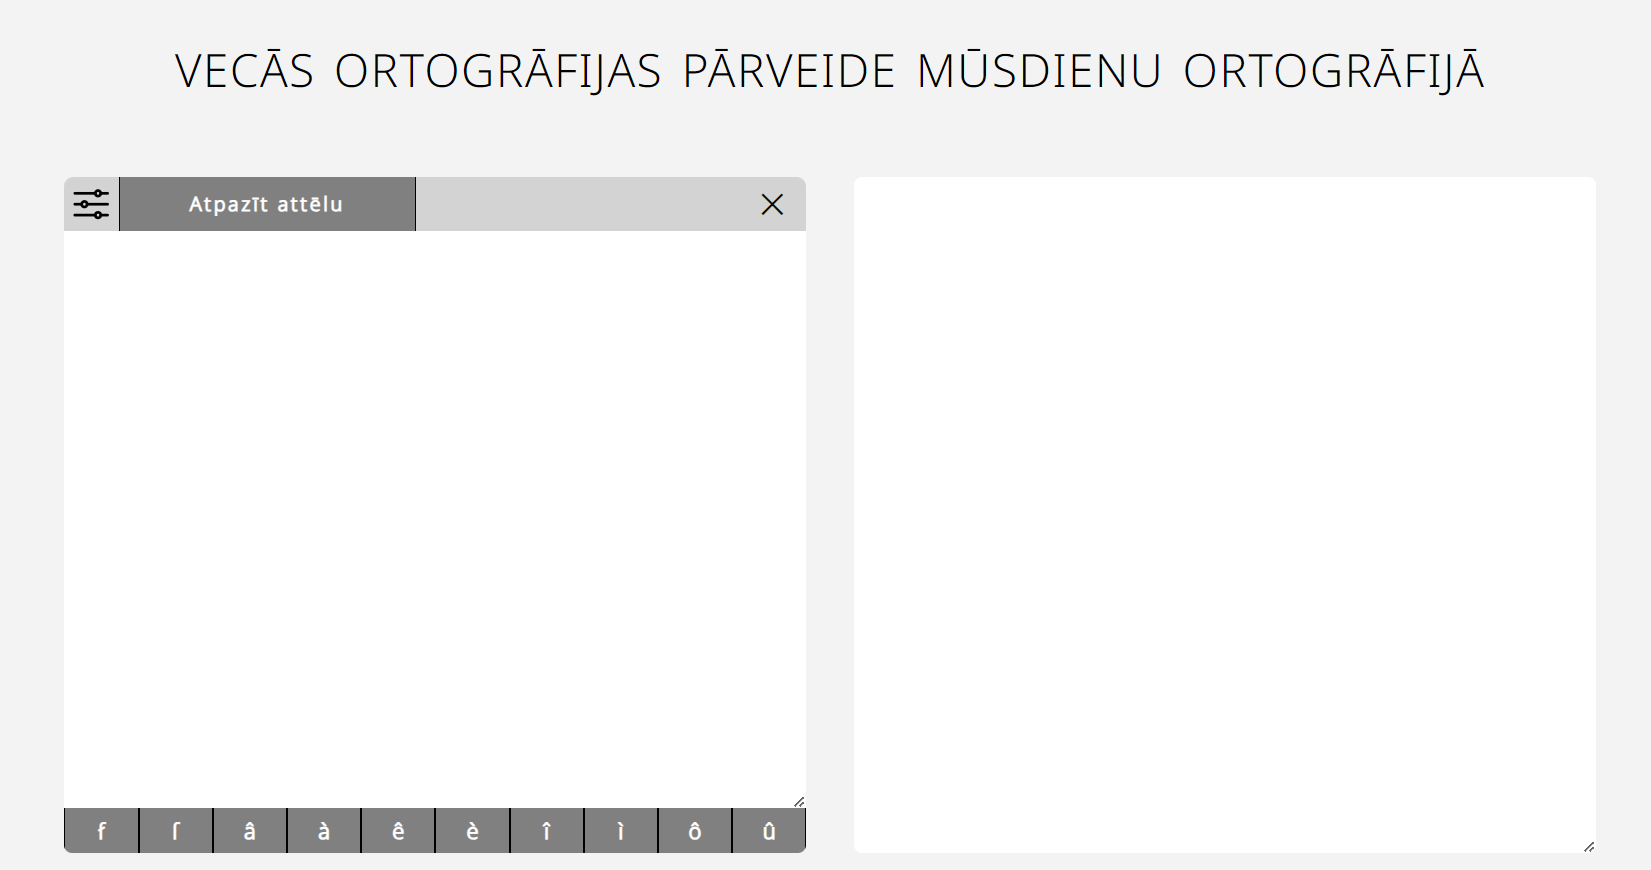 VECĀS ORTOGRĀFIJAS PĀRVEIDE MŪSDIENU ORTOGRĀFIJĀ
Atpazīt attēlu
f ſ â à ê è î ì ô û